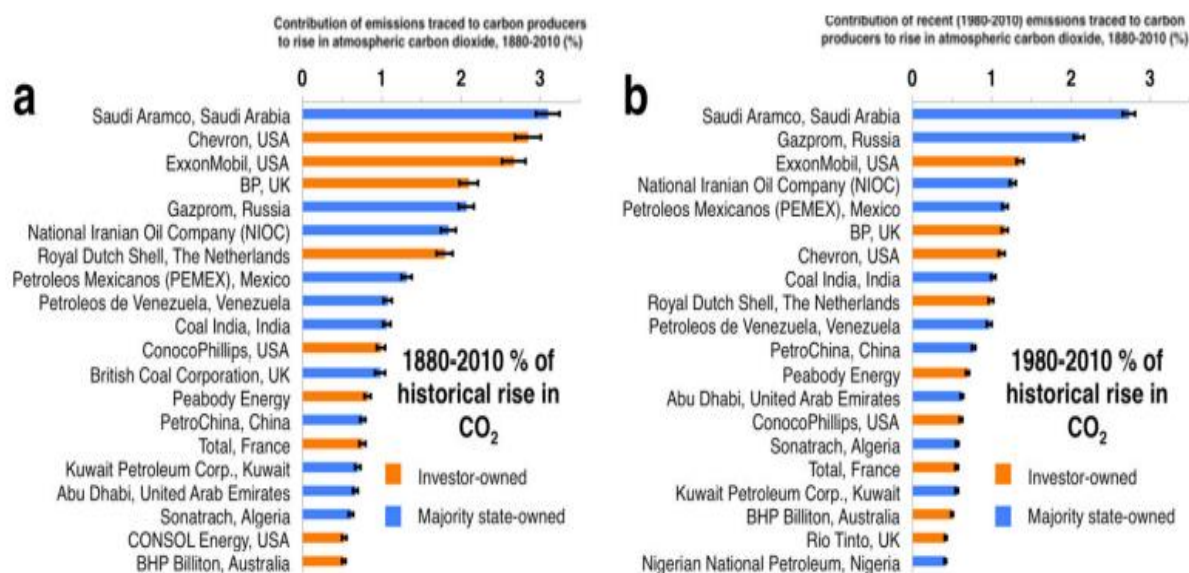 Contribution of emissions traced to carbon producers
to rise in atmospheric carbon dioxide, 1880-2010 (%)
a
0 1 2 3
Saudi Aramco, Saudi Arabia
Chevron, USA
ExxonMobil, USA
BP, UK
Gazprom, Russia
National Iranian Oil Company (NIOC)
Royal Dutch Shell, The Netherlands
Petroleos Mexicanos (PEMEX), Mexico
Petroleos de Venezuela, Venezuela
Coal India, India
ConocoPhillips, USA
British Coal Corporation, UK
Peabody Energy
PetroChina, China
Total, France
Kuwait Petroleum Corp., Kuwait
Abu Dhabi, United Arab Emirates
Sonatrach, Algeria
CONSOL Energy, USA
BHP Billiton, Australia
1880-2010 % of
historical rise in
CO₂
Investor-owned
Majority state-owned
Contribution of recent (1980-2010) emissions traced to carbon
producers to rise in atmospheric carbon dioxide, 1880-2010 (%)
b
0 1 2 3
Saudi Aramco, Saudi Arabia
Gazprom, Russia
ExxonMobil, USA
National Iranian Oil Company (NIOC)
Petroleos Mexicanos (PEMEX), Mexico
BP, UK
Chevron, USA
Coal India, India
Royal Dutch Shell, The Netherlands
Petroleos de Venezuela, Venezuela
PetroChina, China
Peabody Energy
Abu Dhabi, United Arab Emirates
ConocoPhillips, USA
Sonatrach, Algeria
Total, France
Kuwait Petroleum Corp., Kuwait
BHP Billiton, Australia
Rio Tinto, UK
Nigerian National Petroleum, Nigeria
1980-2010 % of
historical rise in
CO₂
Investor-owned
Majority state-owned